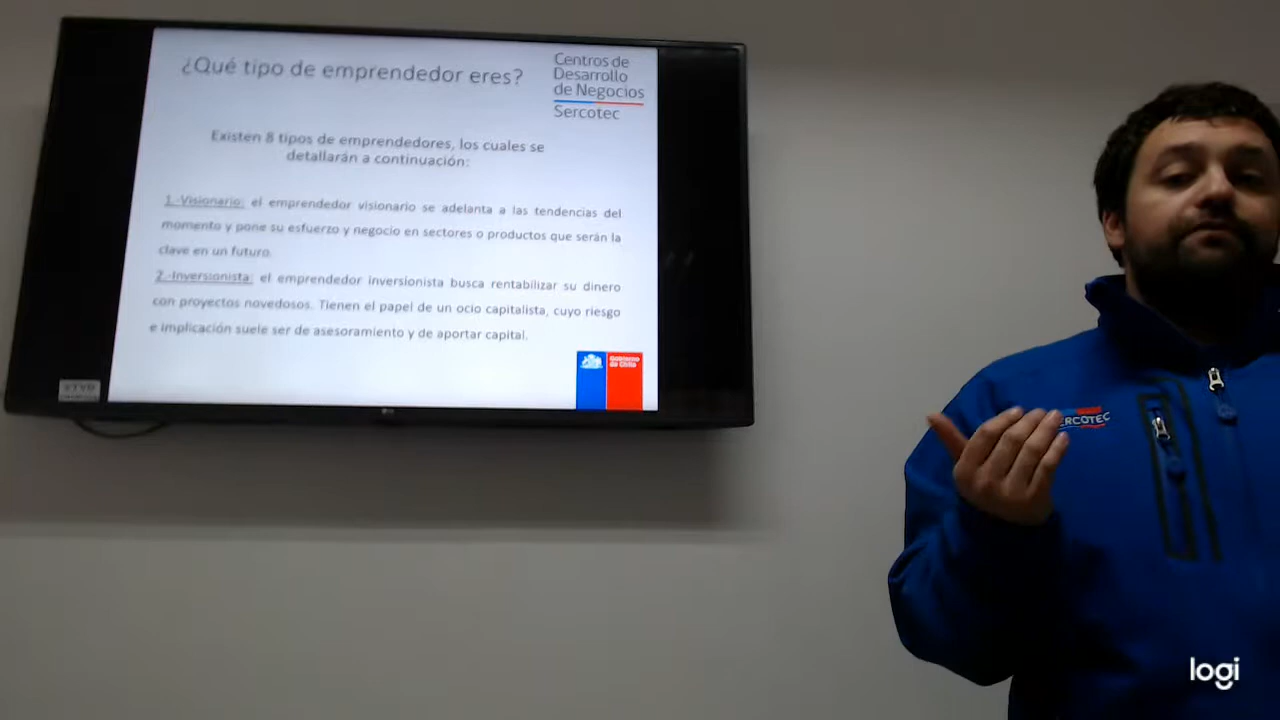 ¿Qué tipo de emprendedor eres?
Centros de
Desarrollo
de Negocios
Sercotec
Existen 8 tipos de emprendedores, los cuales se
detallarán a continuación:
1.-Visionario: el emprendedor visionario se adelanta a las tendencias del
momento y pone su esfuerzo y negocio en sectores o productos que serán la
clave en un futuro.
2.-Inversionista: el emprendedor inversionista busca rentabilizar su dinero
con proyectos novedosos. Tienen el papel de un ocio capitalista, cuyo riesgo
e implicación suele ser de asesoramiento y de aportar capital.
Gobierno
de Chile
LG
ERCOTEC
logi